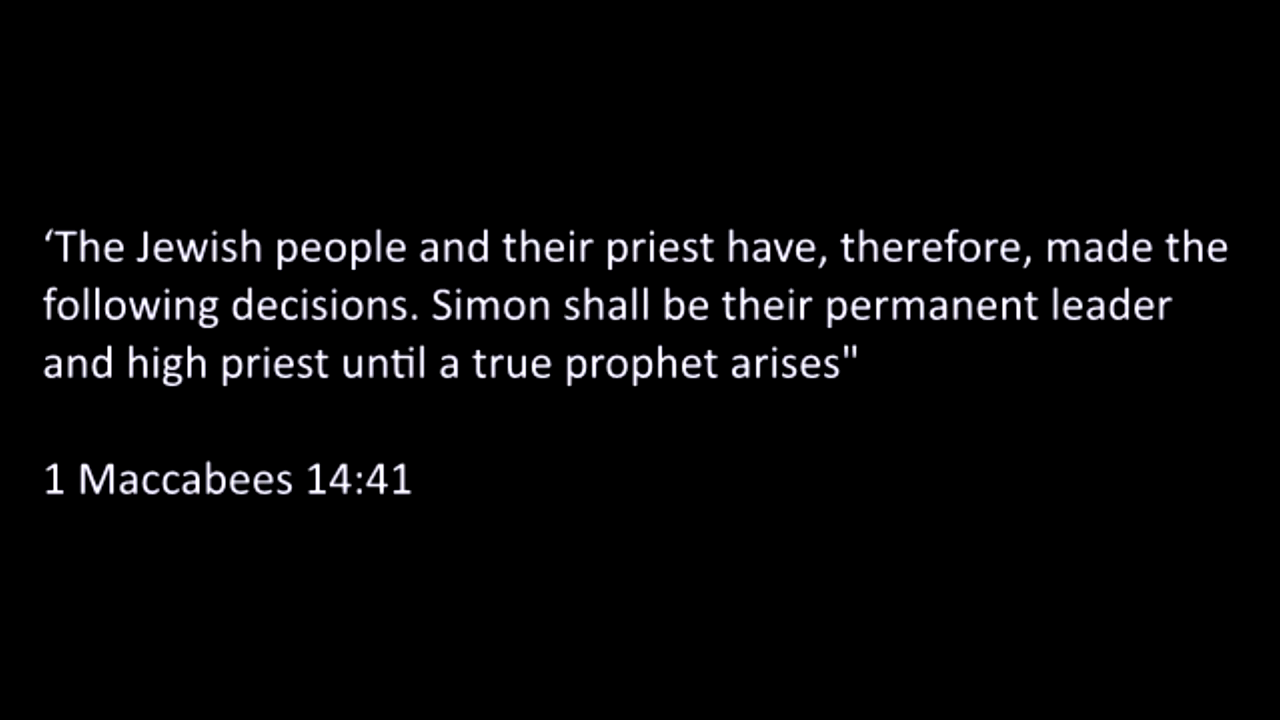 ‘The Jewish people and their priest have, therefore, made the
following decisions. Simon shall be their permanent leader
and high priest until a true prophet arises"
1 Maccabees 14:41